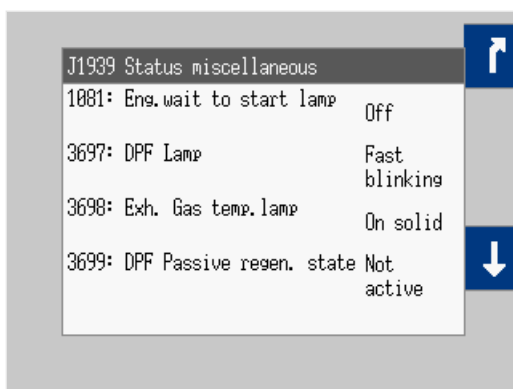 J1939 Status miscellaneous
1081: Eng.wait to start lamp
Off
3697: DPF Lamp
Fast
blinking
3698: Exh. Gas temp.lamp
On solid
3699: DPF Passive regen. state Not
active